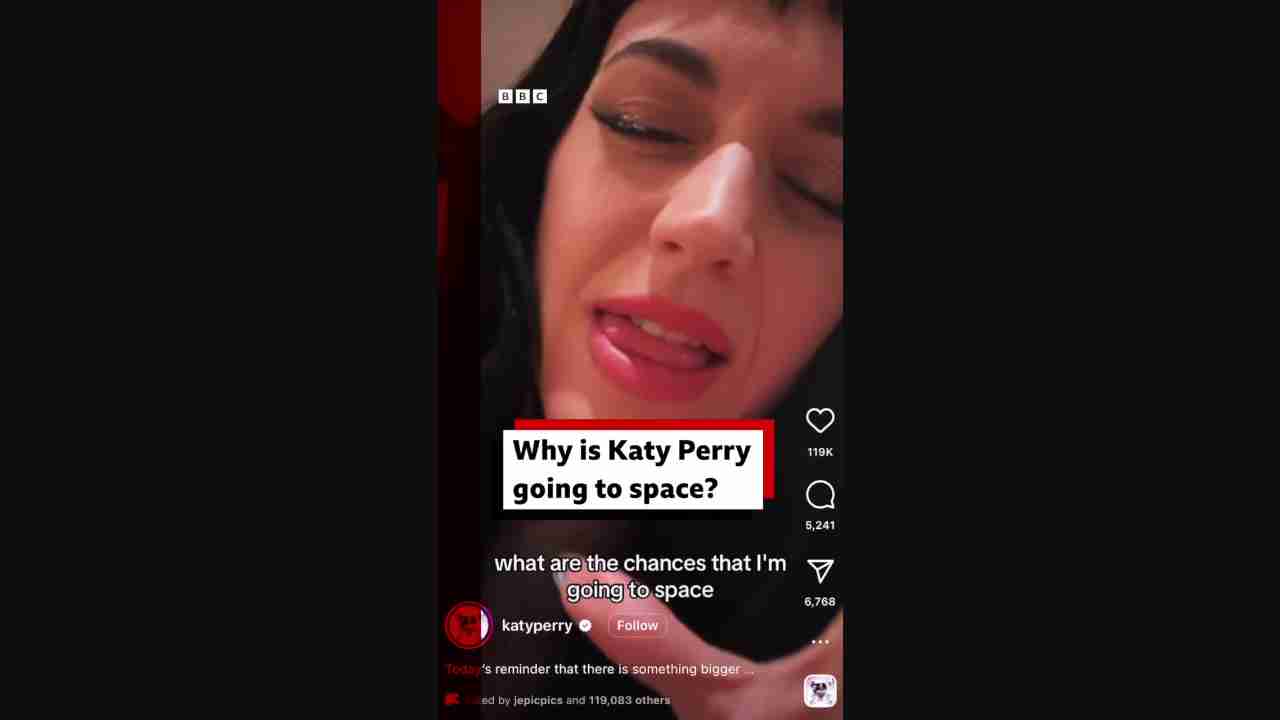 BBC
119K
Why is Katy Perry
going to space?
5,241
what are the chances that I'm
going to space
6,768
katyperry
Follow
Today's reminder that there is something bigger ...
by jepicpics and 119,083 others